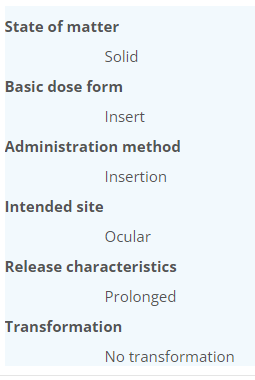 State of matter
Solid
Basic dose form
Insert
Administration method
Insertion
Intended site
Ocular
Release characteristics
Prolonged
Transformation
No transformation